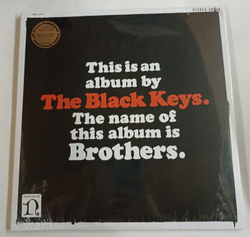 This is an
album by
The Black Keys.
The name of
this album is
Brothers.